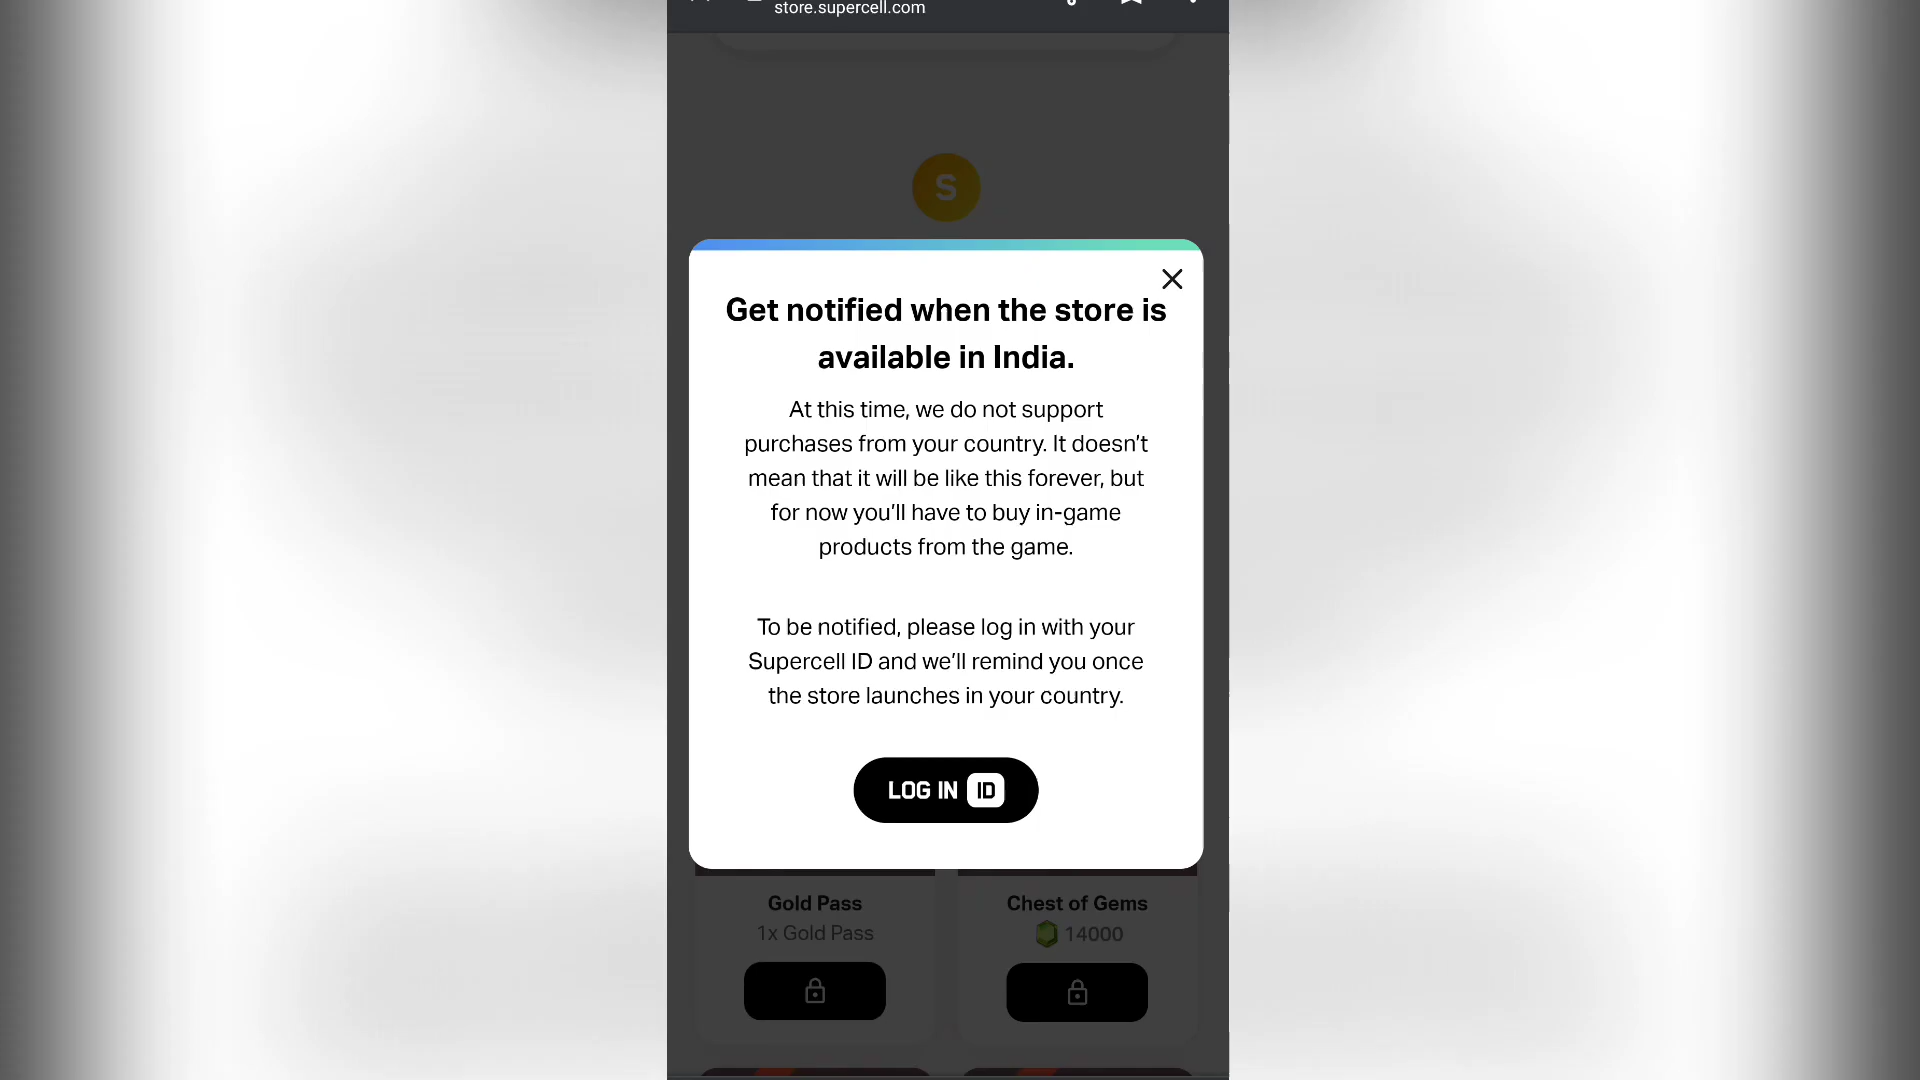 store.supercell.com
S
Get notified when the store is
available in India.
At this time, we do not support
purchases from your country. It doesn’t
mean that it will be like this forever, but
for now you’ll have to buy in-game
products from the game.
To be notified, please log in with your
Supercell ID and we’ll remind you once
the store launches in your country.
LOG IN ID
Gold Pass
1x Gold Pass
Chest of Gems
14000